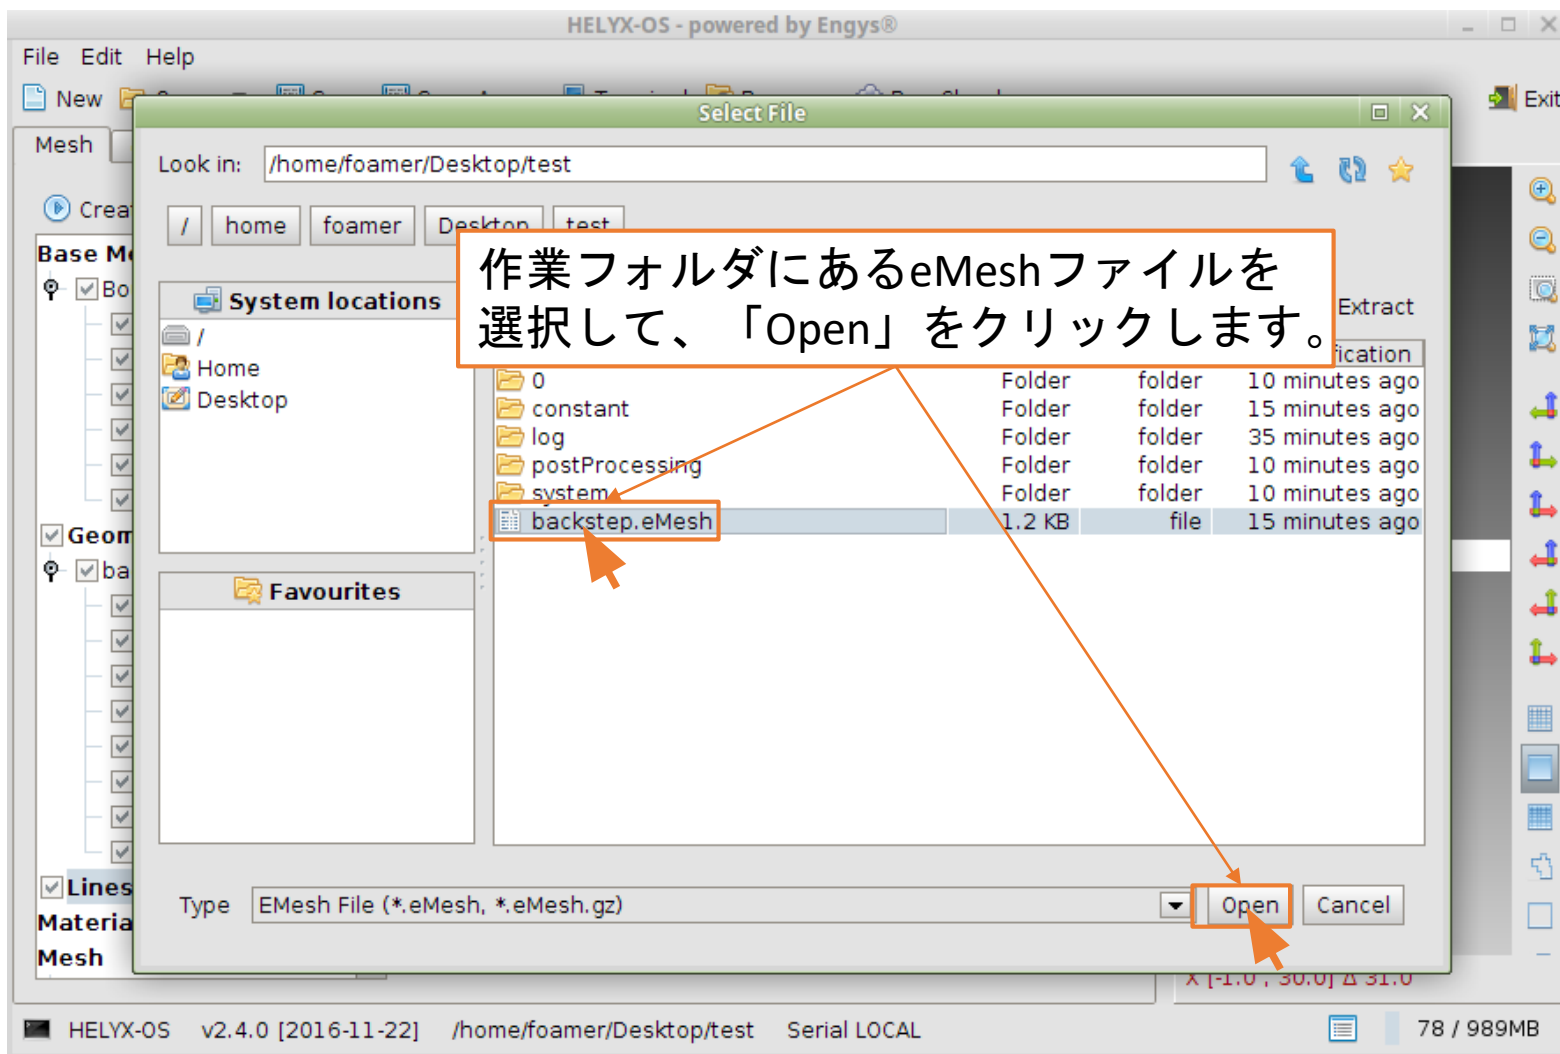 HELYX-OS - powered by Engys®
File Edit Help
New
Exit
Select File
Mesh
Look in: /home/foamer/Desktop/test
/ home foamer Desktop test
Base
作業フォルダにあるeMeshファイルを
選択して、「Open」をクリックします。
System locations
Extract
/
Home
Desktop
0 Folder folder 10 minutes ago
constant Folder folder 15 minutes ago
log Folder folder 35 minutes ago
postProcessing Folder folder 10 minutes ago
system Folder folder 10 minutes ago
backstep.eMesh 1.2 KB file 15 minutes ago
Favourites
Lines
Type EMesh File (*.eMesh, *.eMesh.gz) Open Cancel
Mesh
X [-1.0 , 30.0] Δ 31.0
HELYX-OS v2.4.0 [2016-11-22] /home/foamer/Desktop/test Serial LOCAL 78 / 989MB